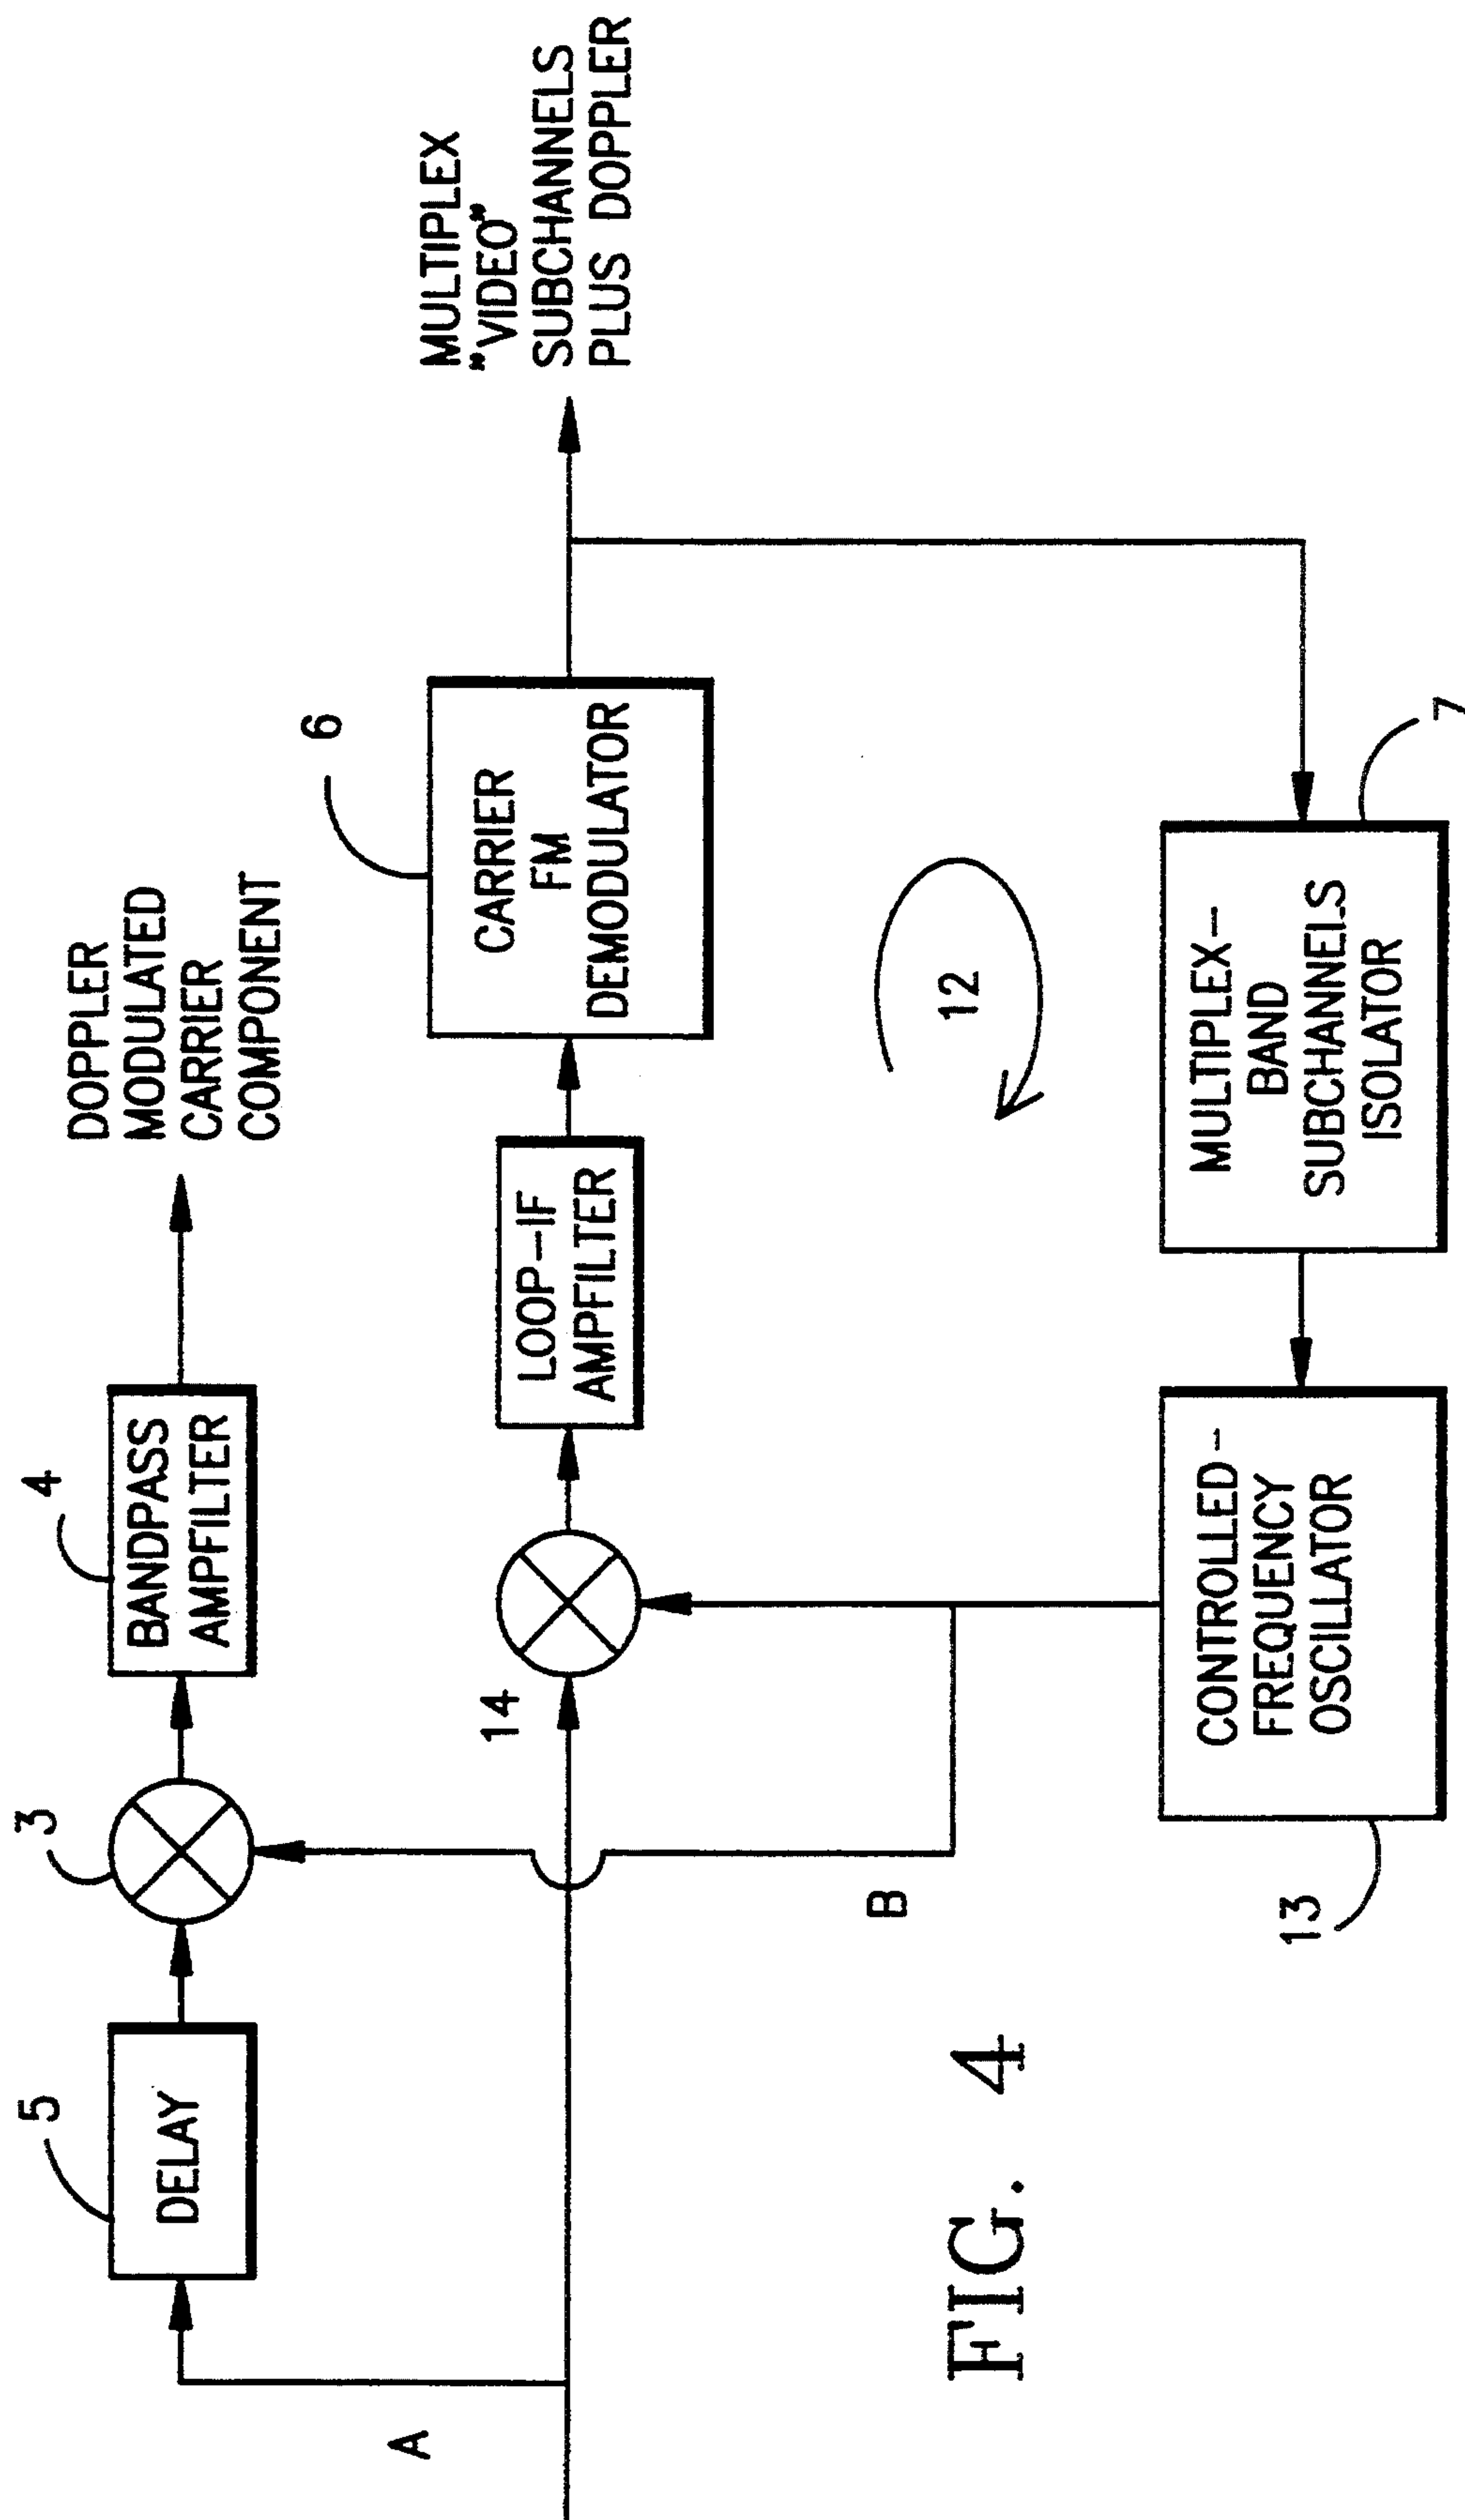 DOPPLER
MODULATED
CARRIER
COMPONENT
5
DELAY
3
4
BANDPASS
AMPFILTER
A
14
LOOP-IF
AMPFILTER
6
CARRIER
FM
DEMODULATOR
MULTIPLEX
"VIDEO"
SUBCHANNELS
PLUS DOPPLER
B
12
13
CONTROLLED-
FREQUENCY
OSCILLATOR
MULTIPLEX-
BAND
SUBCHANNELS
ISOLATOR
7
FIG. 4